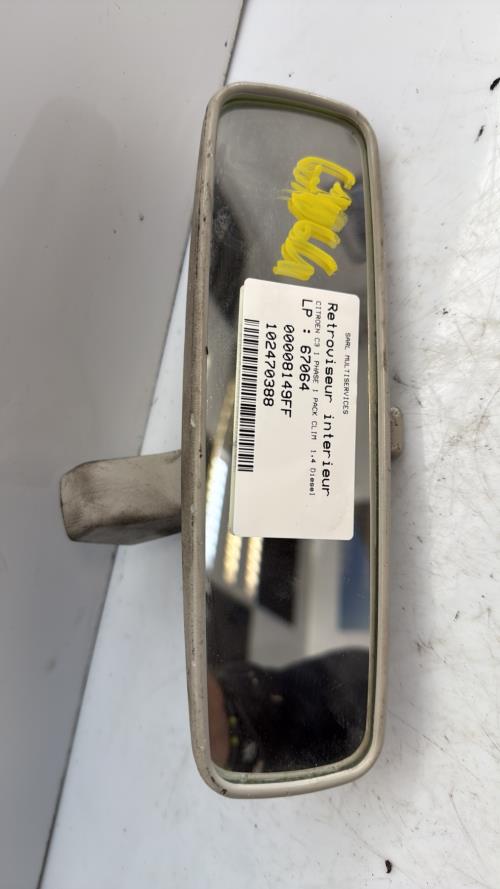 SARL MULTISERVICES
Retroviseur interieur
CITROEN C3 1 PHASE 1 PACK CLIM 1.4 Diesel
LP : 67064
00008149FF
102470388